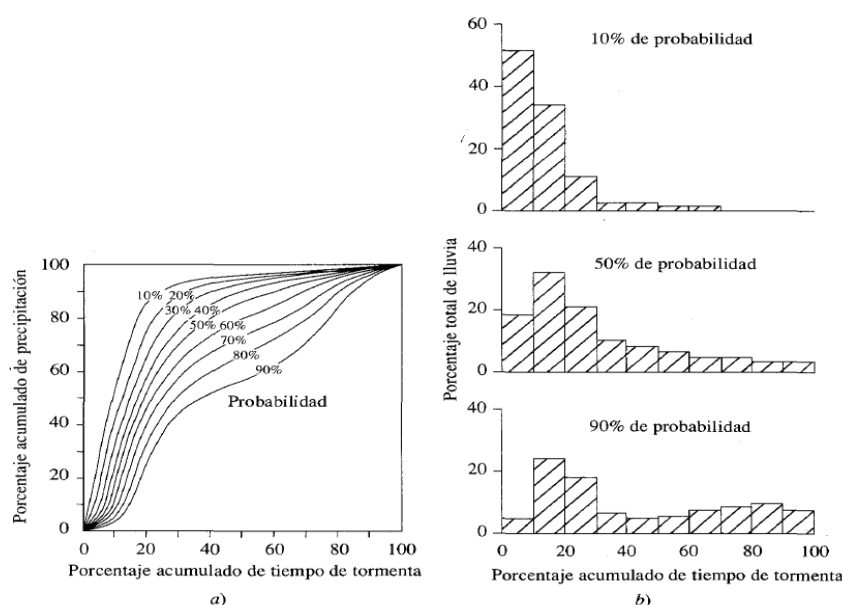 100
80
60
40
20
0
Porcentaje acumulado de precipitación
10% 20%
30% 40%
50% 60%
70%
80%
90%
Probabilidad
0 20 40 60 80 100
Porcentaje acumulado de tiempo de tormenta
a)
60
40
20
0
10% de probabilidad
40
20
0
50% de probabilidad
Porcentaje total de lluvia
40
20
0
90% de probabilidad
0 20 40 60 80 100
Porcentaje acumulado de tiempo de tormenta
b)